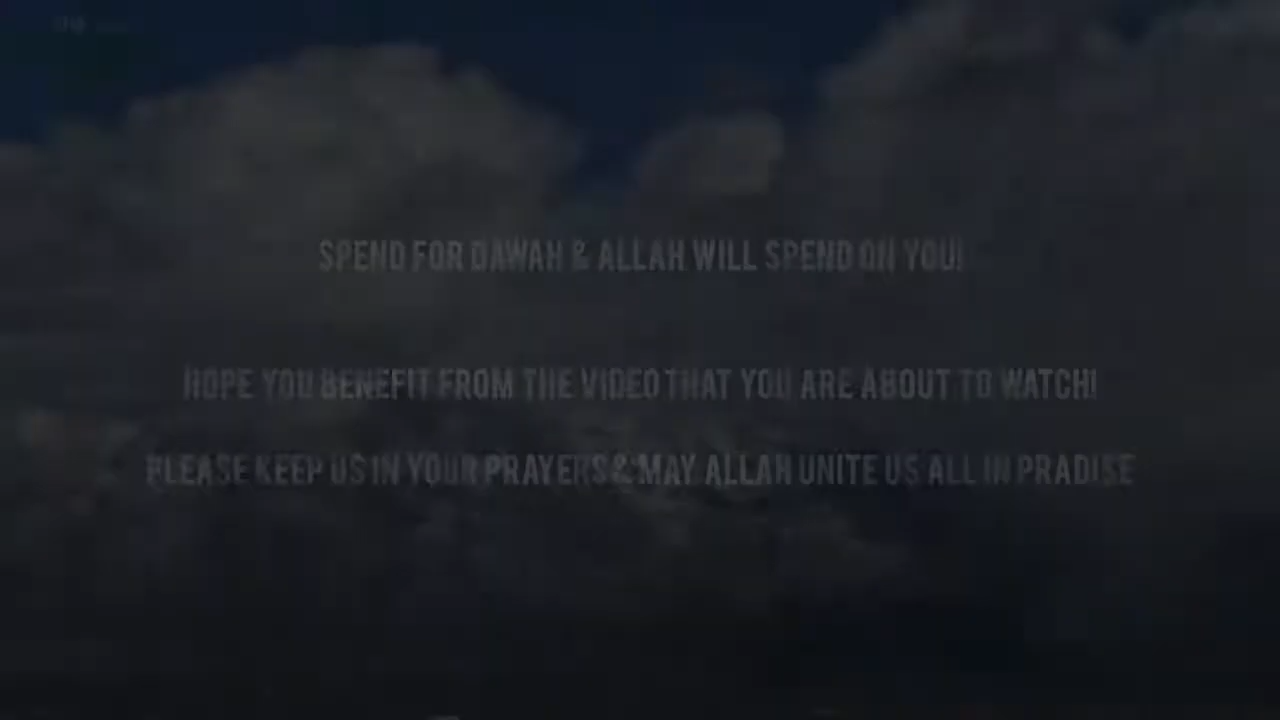 SPEND FOR DAWAH & ALLAH WILL SPEND ON YOU!
HOPE YOU BENEFIT FROM THE VIDEO THAT YOU ARE ABOUT TO WATCH!
PLEASE KEEP US IN YOUR PRAYERS & MAY ALLAH UNITE US ALL IN PRADISE